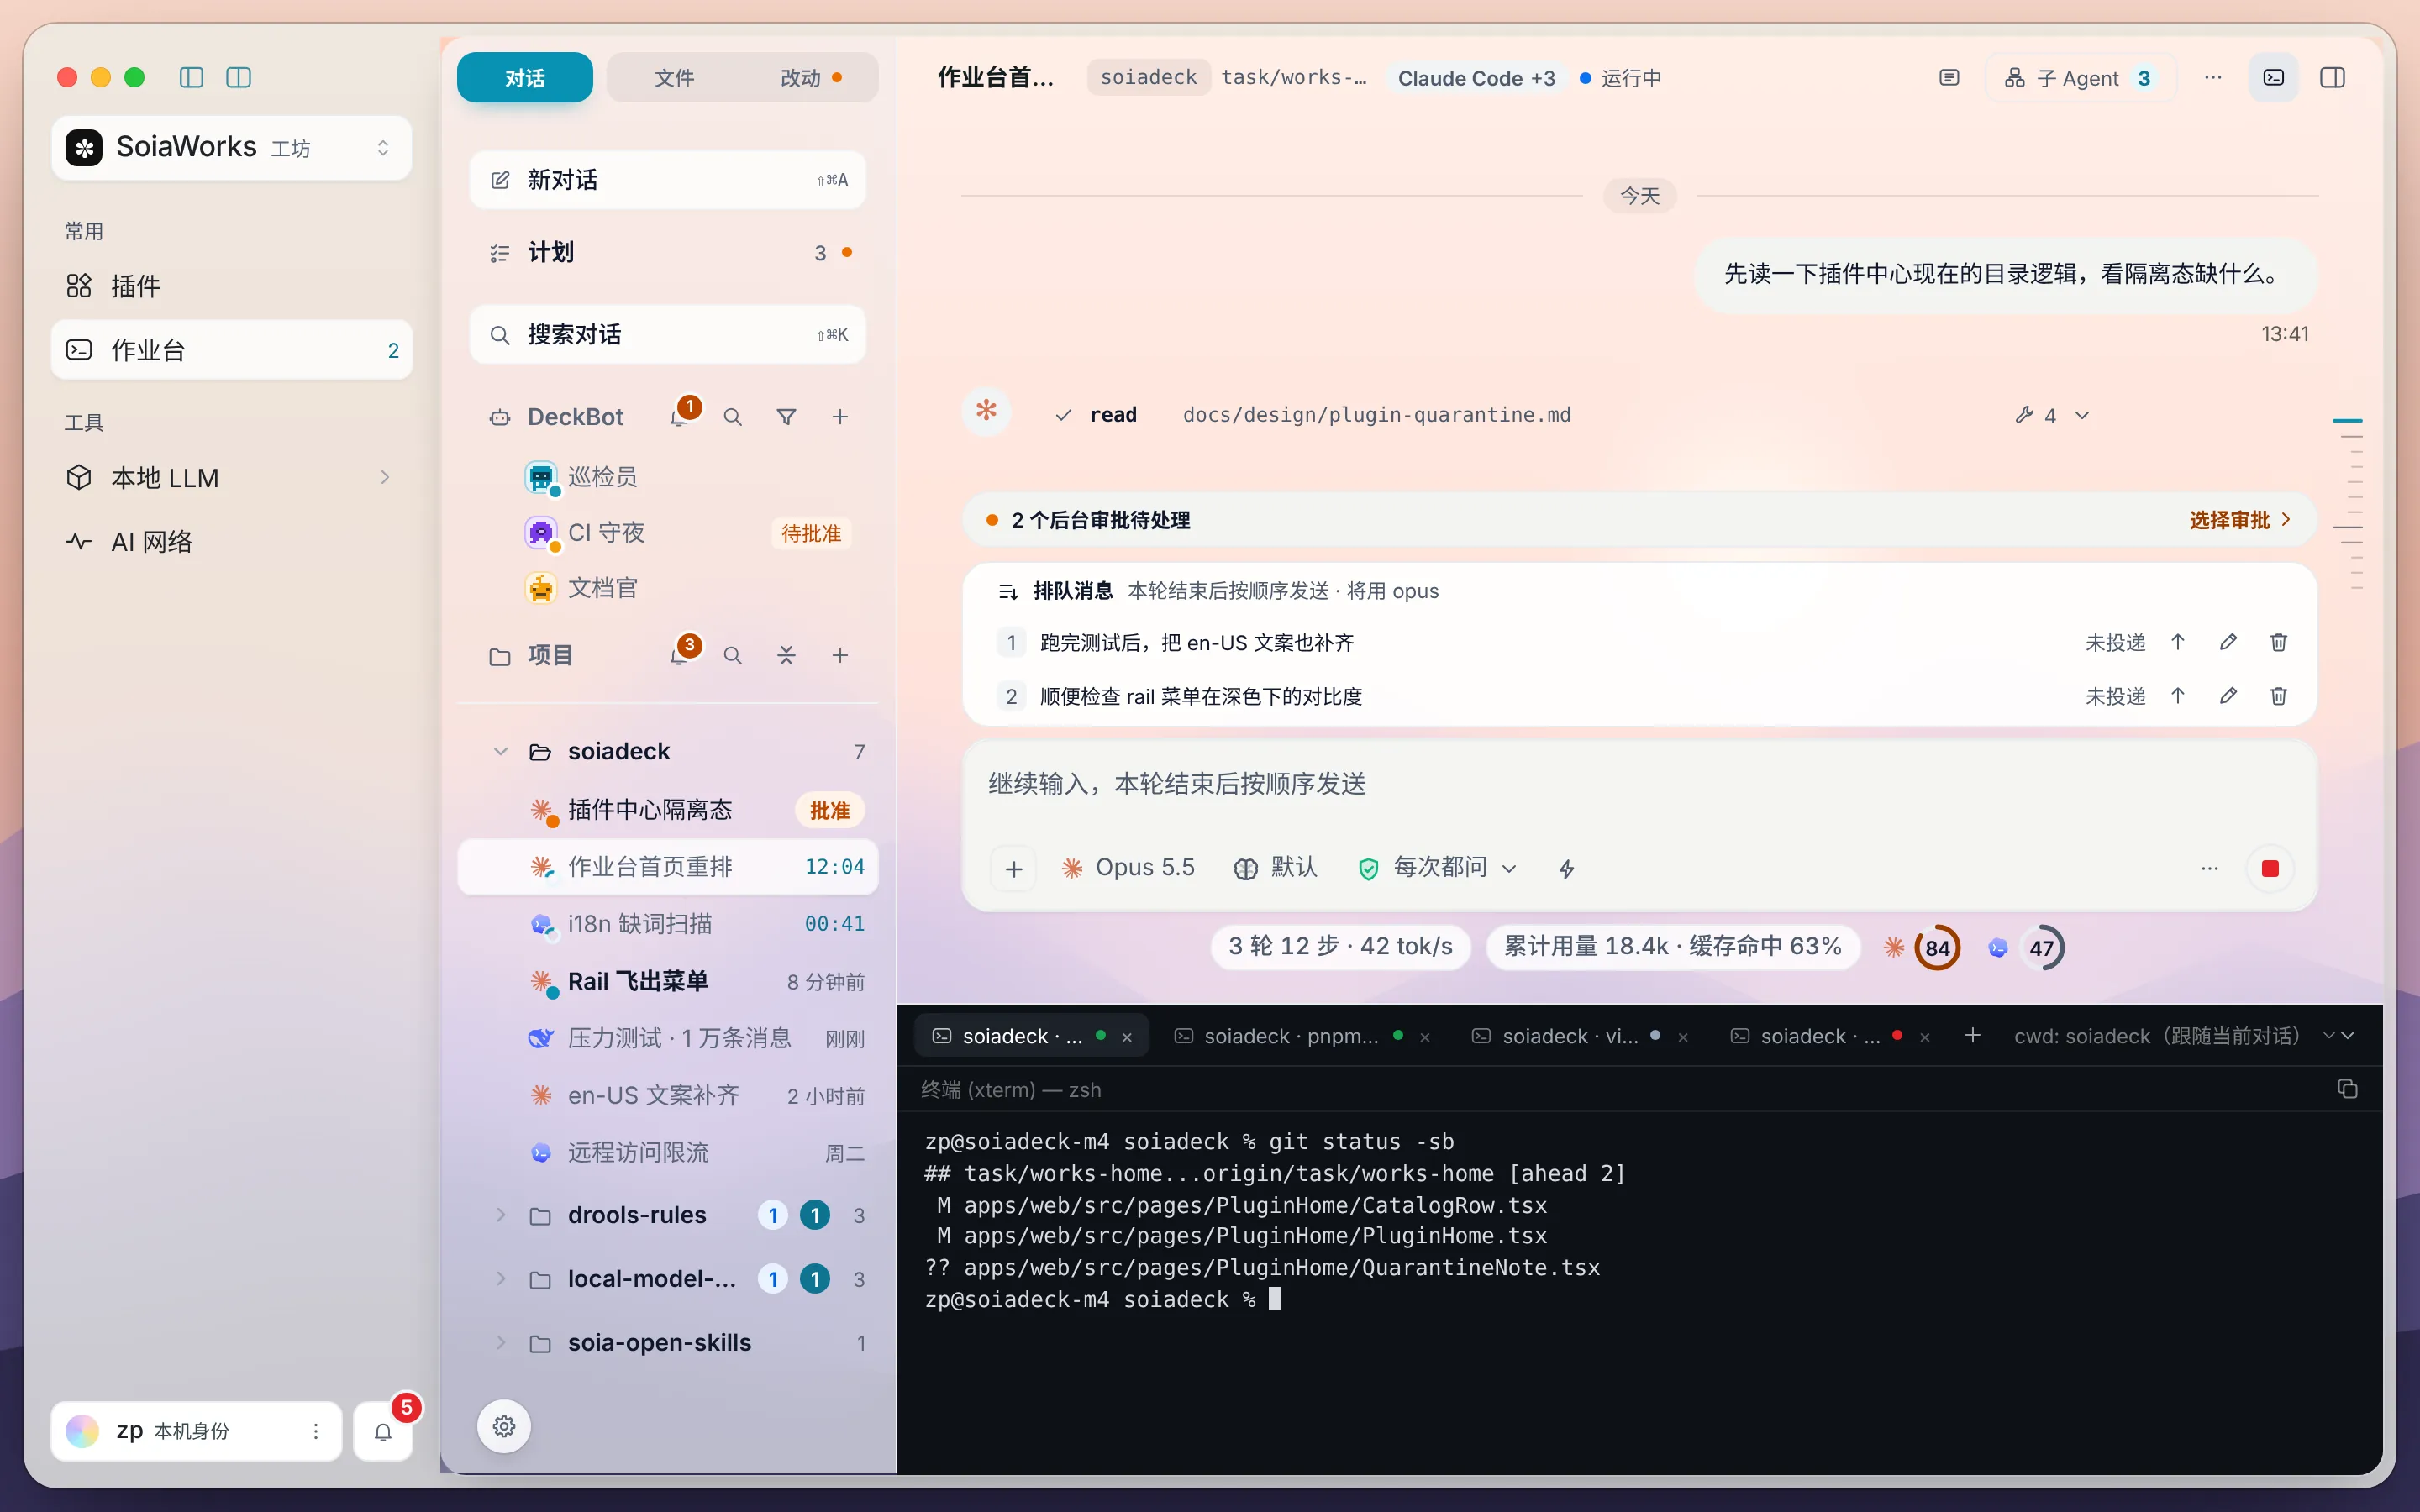 SoiaWorks 工坊
常用
插件
作业台 2
工具
本地 LLM
AI 网络
zp 本机身份
5
对话 文件 改动
新对话 ⇧⌘A
计划 3
搜索对话 ⇧⌘K
DeckBot 1
巡检员
CI 守夜 待批准
文档官
项目 3
soiadeck 7
插件中心隔离态 批准
作业台首页重排 12:04
i18n 缺词扫描 00:41
Rail 飞出菜单 8 分钟前
压力测试 · 1 万条消息 刚刚
en-US 文案补齐 2 小时前
远程访问限流 周二
drools-rules 1 1 3
local-model-... 1 1 3
soia-open-skills 1
作业台首... soiadeck task/works-… Claude Code +3 运行中 子 Agent 3
今天
先读一下插件中心现在的目录逻辑，看隔离态缺什么。
13:41
read docs/design/plugin-quarantine.md 4
2 个后台审批待处理 选择审批
排队消息 本轮结束后按顺序发送 · 将用 opus
1 跑完测试后，把 en-US 文案也补齐 未投递
2 顺便检查 rail 菜单在深色下的对比度 未投递
继续输入，本轮结束后按顺序发送
Opus 5.5 默认 每次都问
3 轮 12 步 · 42 tok/s 累计用量 18.4k · 缓存命中 63% 84 47
soiadeck · ... soiadeck · pnpm... soiadeck · vi... soiadeck · ... cwd: soiadeck（跟随当前对话）
终端 (xterm) — zsh
zp@soiadeck-m4 soiadeck % git status -sb
## task/works-home...origin/task/works-home [ahead 2]
M apps/web/src/pages/PluginHome/CatalogRow.tsx
M apps/web/src/pages/PluginHome/PluginHome.tsx
?? apps/web/src/pages/PluginHome/QuarantineNote.tsx
zp@soiadeck-m4 soiadeck %